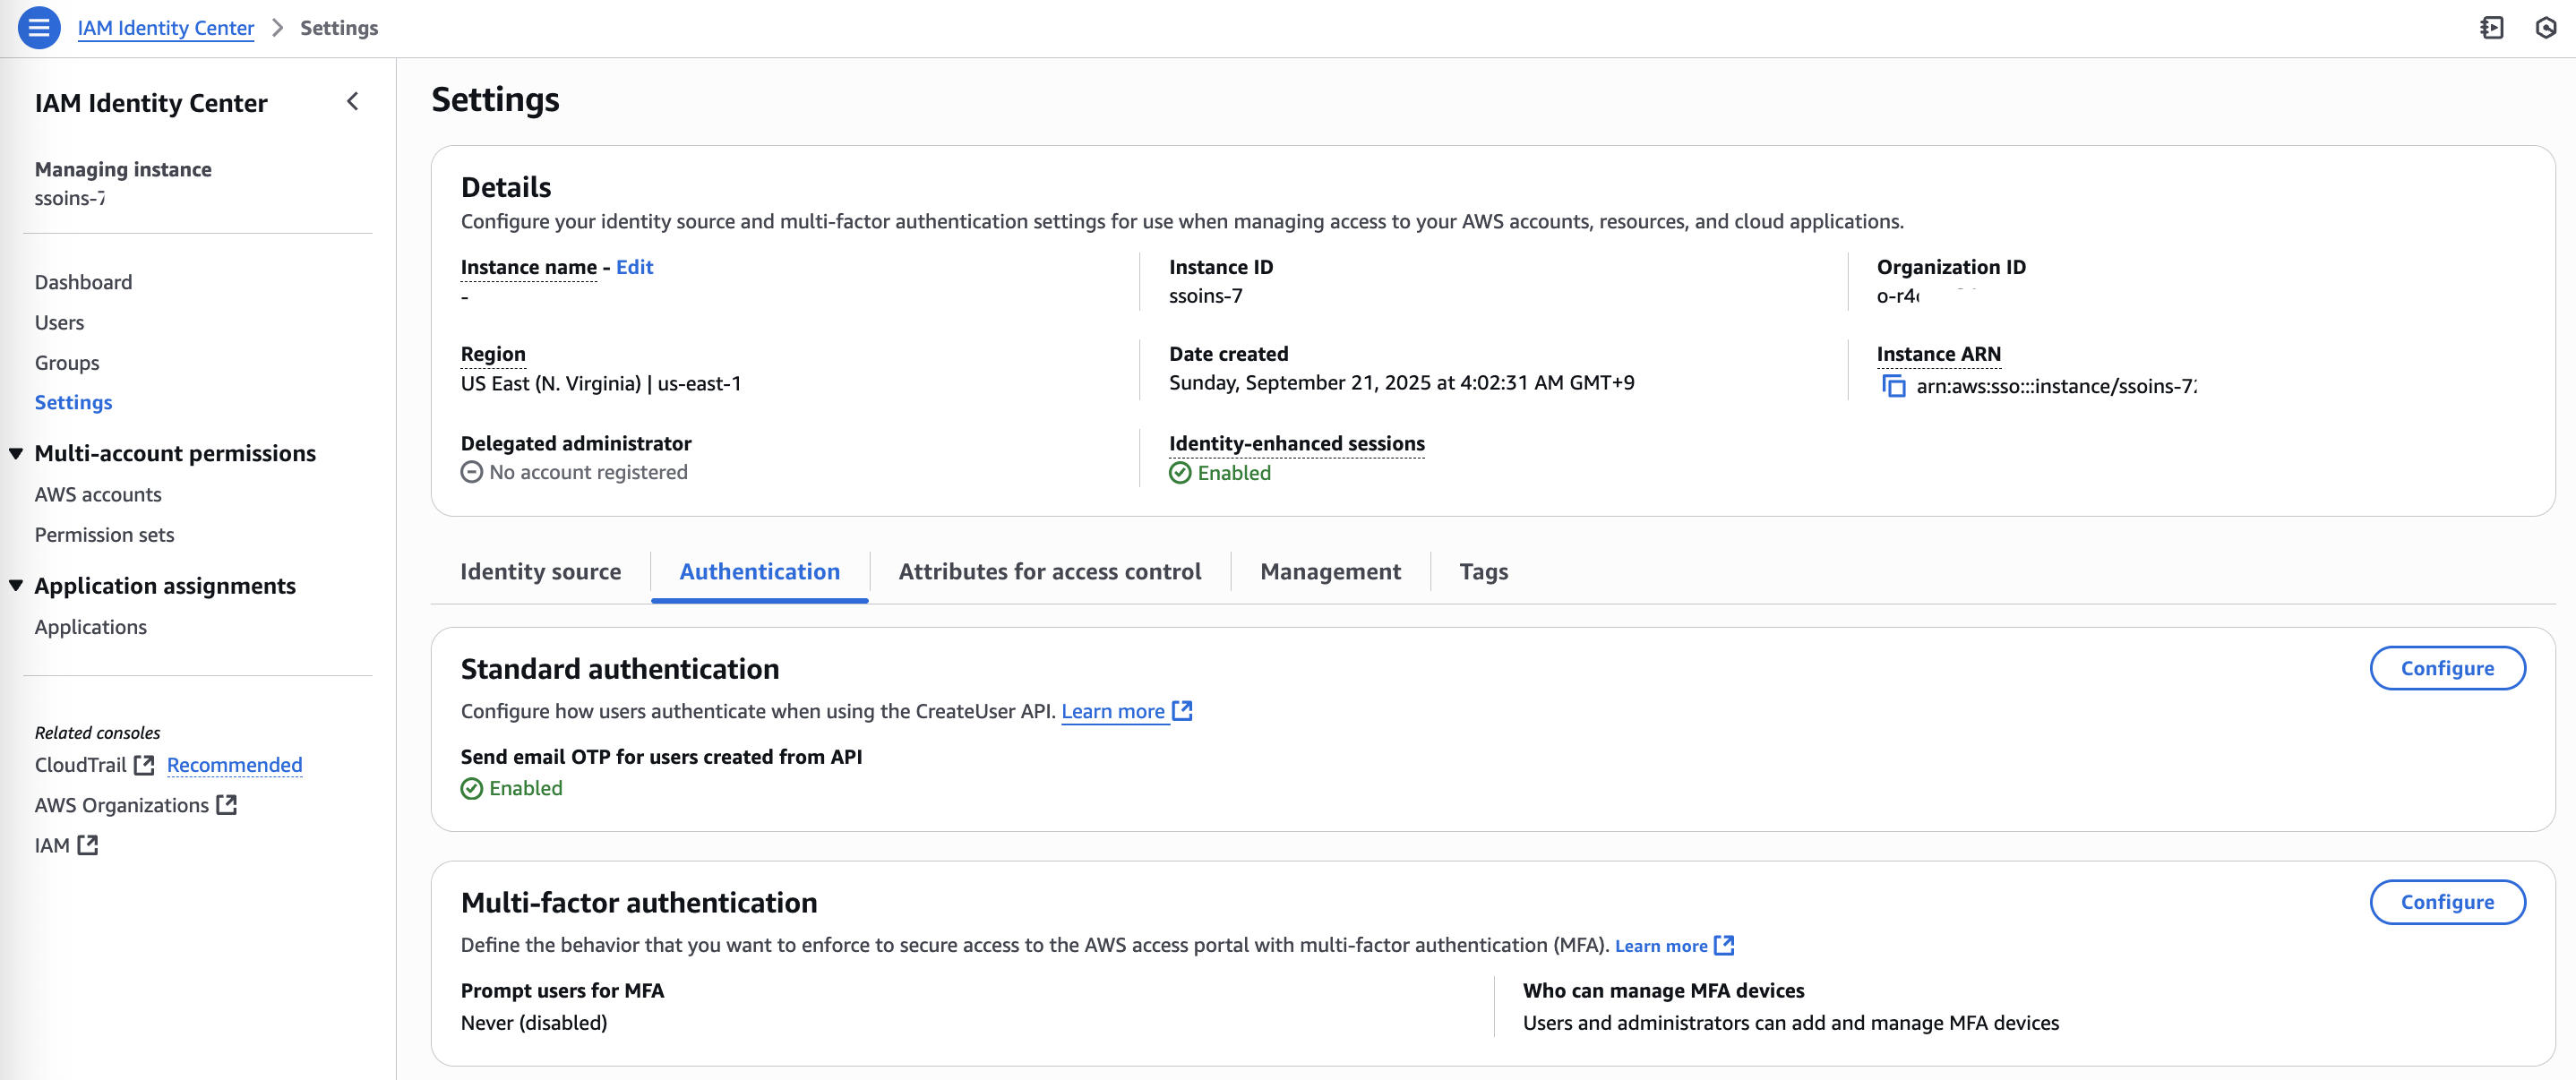 IAM Identity Center > Settings
IAM Identity Center
Managing instance
ssoins-7
Dashboard
Users
Groups
Settings
Multi-account permissions
AWS accounts
Permission sets
Application assignments
Applications
Related consoles
CloudTrail Recommended
AWS Organizations
IAM
Settings
Details
Configure your identity source and multi-factor authentication settings for use when managing access to your AWS accounts, resources, and cloud applications.
Instance name - Edit
-
Instance ID
ssoins-7
Organization ID
o-r4
Region
US East (N. Virginia) | us-east-1
Date created
Sunday, September 21, 2025 at 4:02:31 AM GMT+9
Instance ARN
arn:aws:sso:::instance/ssoins-7
Delegated administrator
No account registered
Identity-enhanced sessions
Enabled
Identity source
Authentication
Attributes for access control
Management
Tags
Standard authentication
Configure
Configure how users authenticate when using the CreateUser API. Learn more
Send email OTP for users created from API
Enabled
Multi-factor authentication
Configure
Define the behavior that you want to enforce to secure access to the AWS access portal with multi-factor authentication (MFA). Learn more
Prompt users for MFA
Never (disabled)
Who can manage MFA devices
Users and administrators can add and manage MFA devices